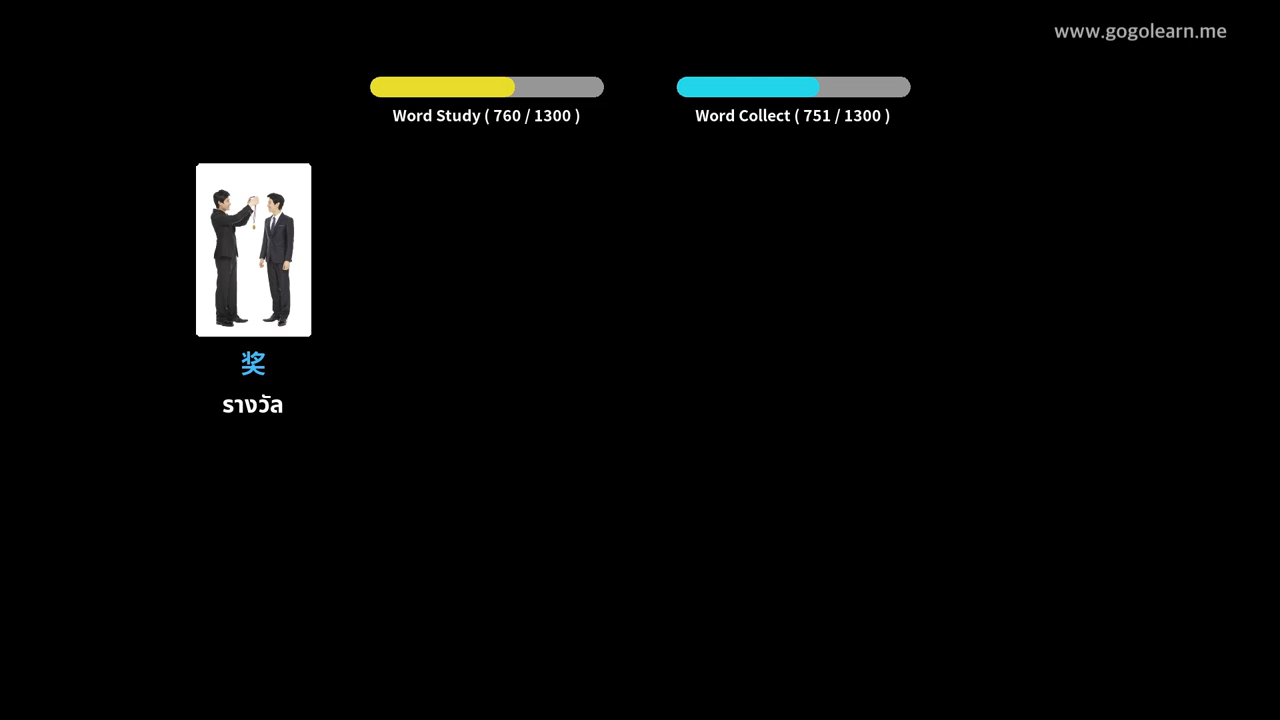 www.gogolearn.me
Word Study ( 760 / 1300 )
Word Collect ( 751 / 1300 )
奖
รางวัล